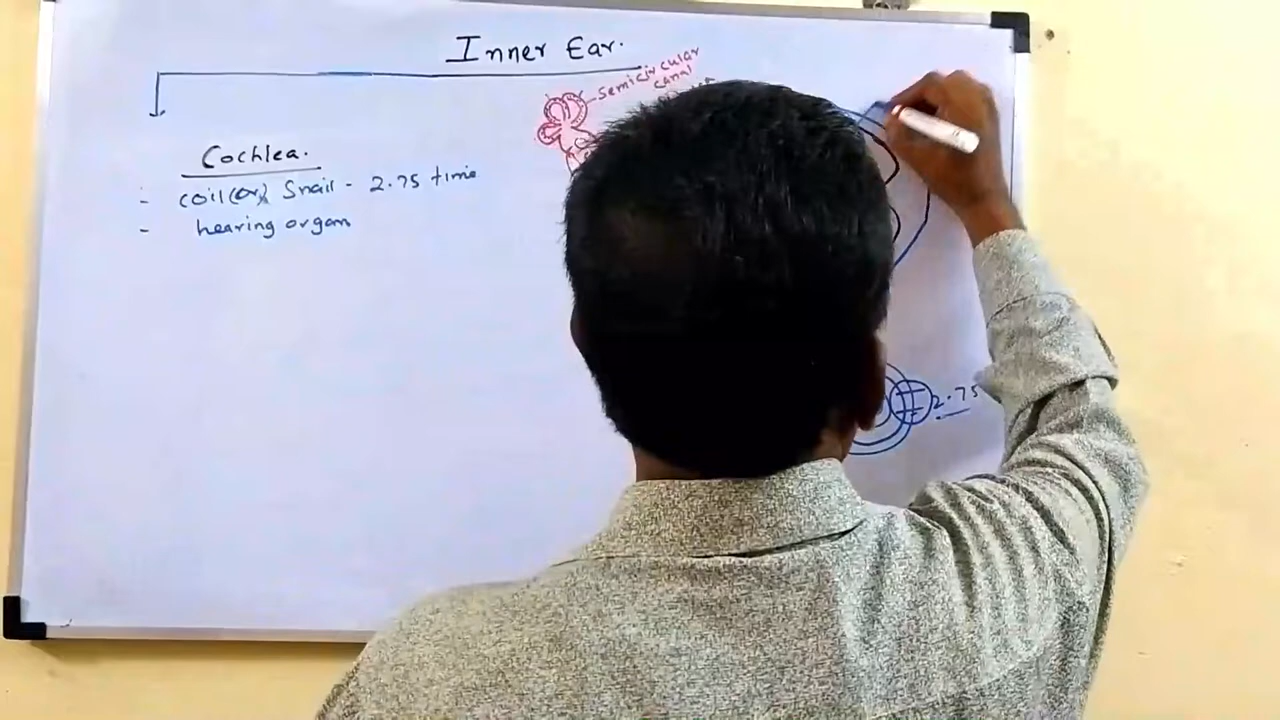 Inner Ear.
Semicircular
canal
Cochlea.
- coil (or) Snail - 2.75 time
- hearing organ
2.75